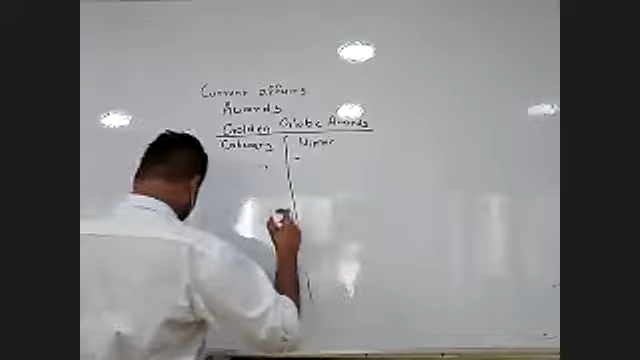 Current affairs
Awards
Golden Globe Awards
Category Winner